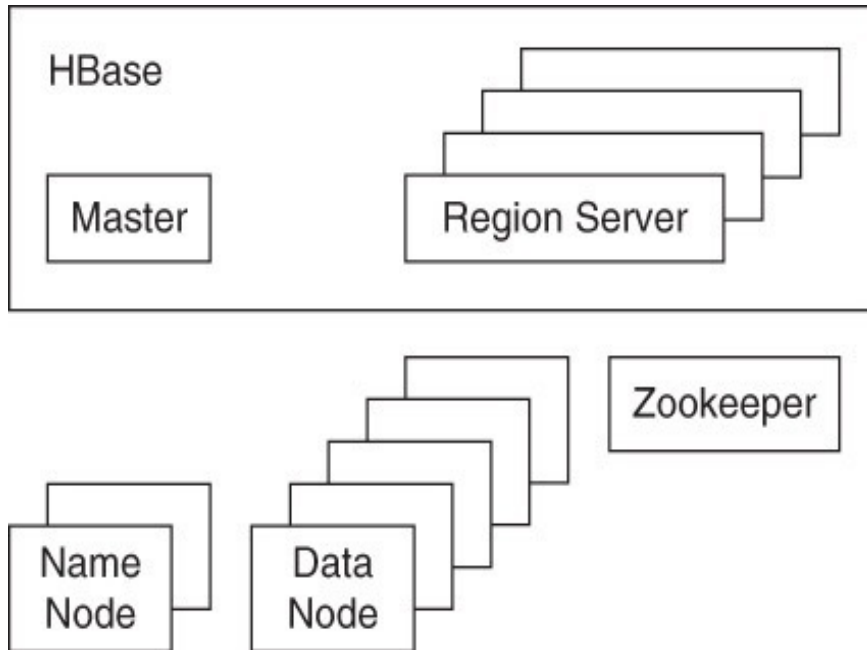 HBase
Master
Region Server
Zookeeper
Name
Node
Data
Node